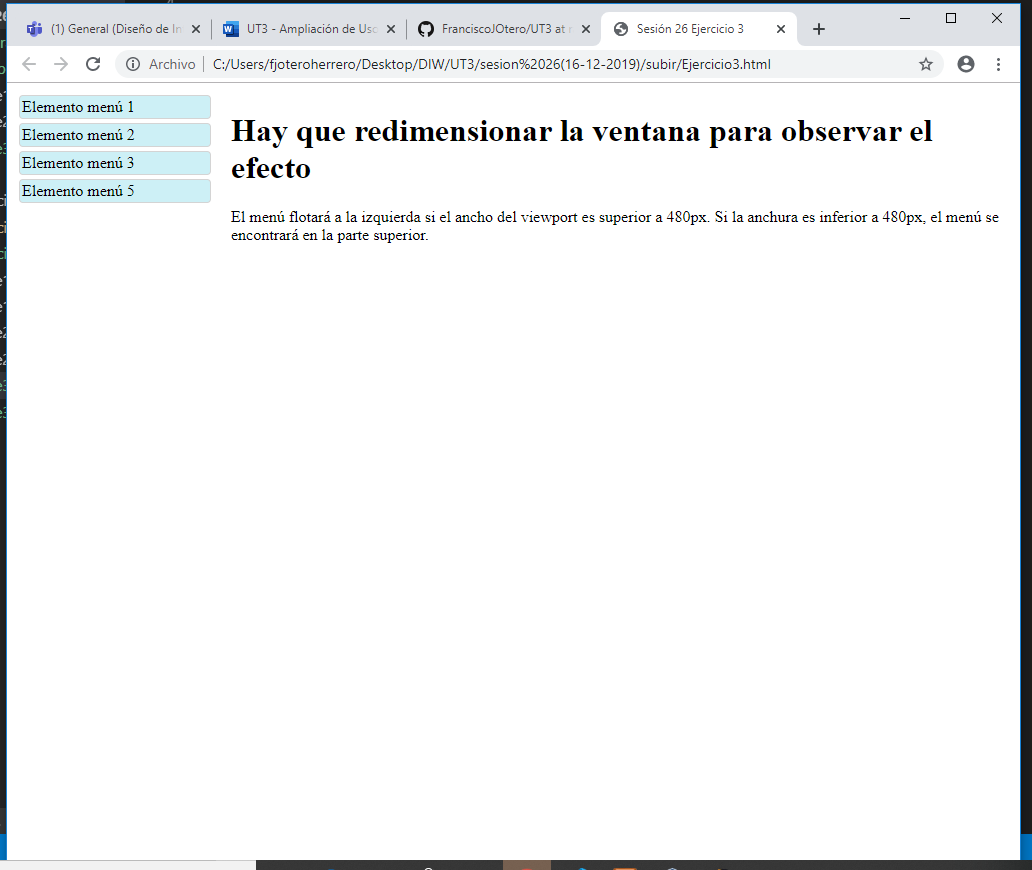 (1) General (Diseño de In
UT3 - Ampliación de Uso
FranciscoJOtero/UT3 at
Sesión 26 Ejercicio 3
Archivo
C:/Users/fjoteroherrero/Desktop/DIW/UT3/sesion%2026(16-12-2019)/subir/Ejercicio3.html
Elemento menú 1
Elemento menú 2
Elemento menú 3
Elemento menú 5
Hay que redimensionar la ventana para observar el
efecto
El menú flotará a la izquierda si el ancho del viewport es superior a 480px. Si la anchura es inferior a 480px, el menú se
encontrará en la parte superior.